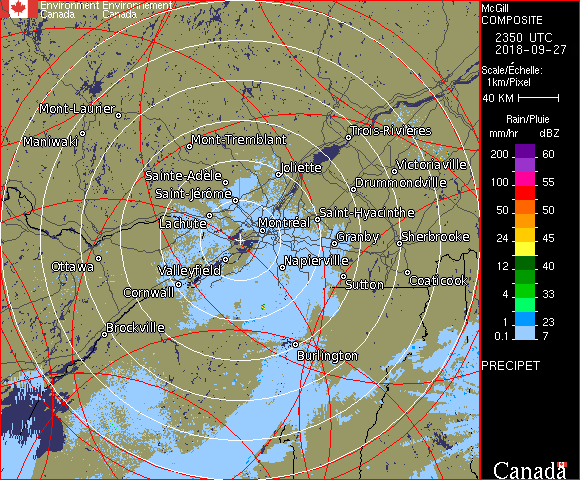 Environment Environnement
Canada Canada
McGill
COMPOSITE
2350 UTC
2018-09-27
Scale/Échelle:
1km/Pixel
40 KM
Rain/Pluie
mm/hr dBZ
200 60
100 55
50 50
24 45
12 40
4 33
1 23
0.1 7
PRECIPET
Canada
Mont-Laurier
Maniwaki
Mont-Tremblant
Trois-Rivières
Sainte-Adèle
Joliette
Victoriaville
Saint-Jérôme
Drummondville
Lachute
Montréal
Saint-Hyacinthe
Granby
Sherbrooke
Ottawa
Valleyfield
Napierville
Cornwall
Sutton
Coaticook
Brockville
Burlington